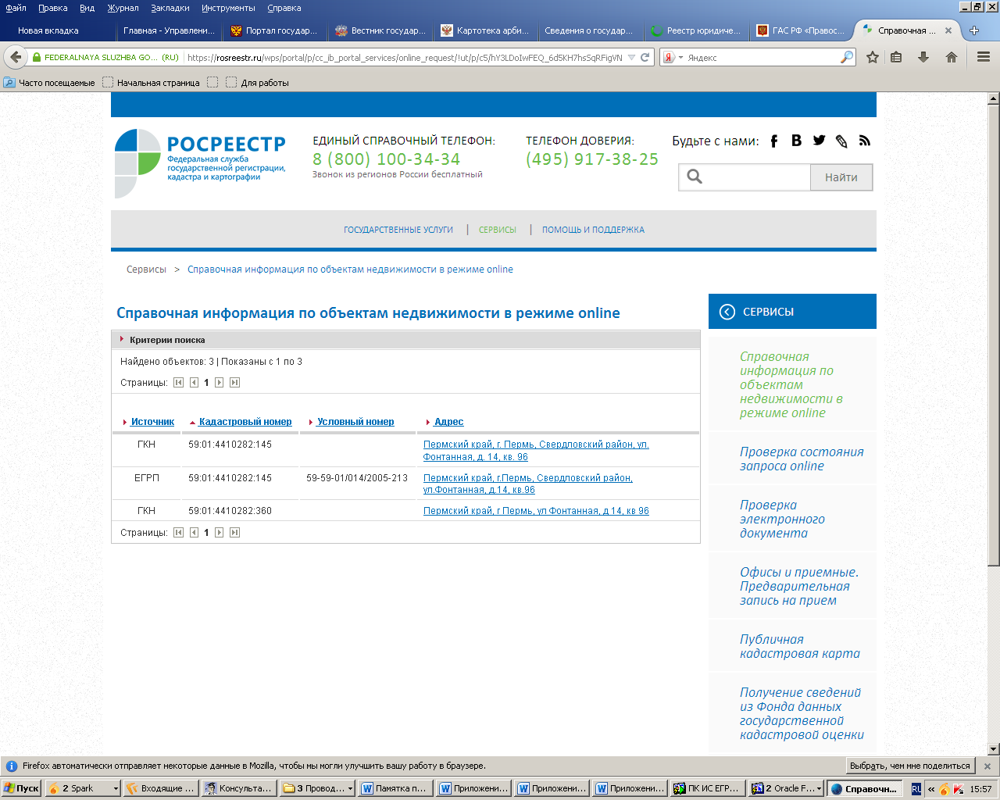 Файл Правка Вид Журнал Закладки Инструменты Справка
Новая вкладка Главная - Управлени... Портал государ... Вестник государ... Картотека арби... Сведения о государ... Реестр юридиче... ГАС РФ «Правос... Справочная ...
FEDERALNAYA SLUZHBA GO... (RU) https://rosreestr.ru/wps/portal/p/cc_ib_portal_services/online_request/!ut/p/c5/hY3LDoIwFEQ_6d5KH7hsSqRFigVN Яндекс
Часто посещаемые Начальная страница Для работы
РОСРЕЕСТР
Федеральная служба
государственной регистрации,
кадастра и картографии
ЕДИНЫЙ СПРАВОЧНЫЙ ТЕЛЕФОН:
8 (800) 100-34-34
Звонок из регионов России бесплатный
ТЕЛЕФОН ДОВЕРИЯ:
(495) 917-38-25
Будьте с нами:
Найти
ГОСУДАРСТВЕННЫЕ УСЛУГИ | СЕРВИСЫ | ПОМОЩЬ И ПОДДЕРЖКА
Сервисы > Справочная информация по объектам недвижимости в режиме online
Справочная информация по объектам недвижимости в режиме online
Критерии поиска
Найдено объектов: 3 | Показаны с 1 по 3
Страницы: 1
Источник Кадастровый номер Условный номер Адрес
ГКН 59:01:4410282:145 Пермский край, г. Пермь, Свердловский район, ул.
Фонтанная, д. 14, кв. 96
ЕГРП 59:01:4410282:145 59-59-01/014/2005-213 Пермский край, г.Пермь, Свердловский район,
ул.Фонтанная, д.14, кв.96
ГКН 59:01:4410282:360 Пермский край, г Пермь, ул Фонтанная, д 14, кв 96
Страницы: 1
СЕРВИСЫ
Справочная
информация по
объектам
недвижимости в
режиме online
Проверка состояния
запроса online
Проверка
электронного
документа
Офисы и приемные.
Предварительная
запись на прием
Публичная
кадастровая карта
Получение сведений
из Фонда данных
государственной
кадастровой оценки
Firefox автоматически отправляет некоторые данные в Mozilla, чтобы мы могли улучшить вашу работу в браузере. Выбрать, чем мне поделиться
Пуск 2 Spark Входящие ... Консульта... 3 Провод... Памятка п... Приложени... Приложени... Приложени... ПК ИС ЕГР... 2 Oracle F... Справочн... RU « 15:57